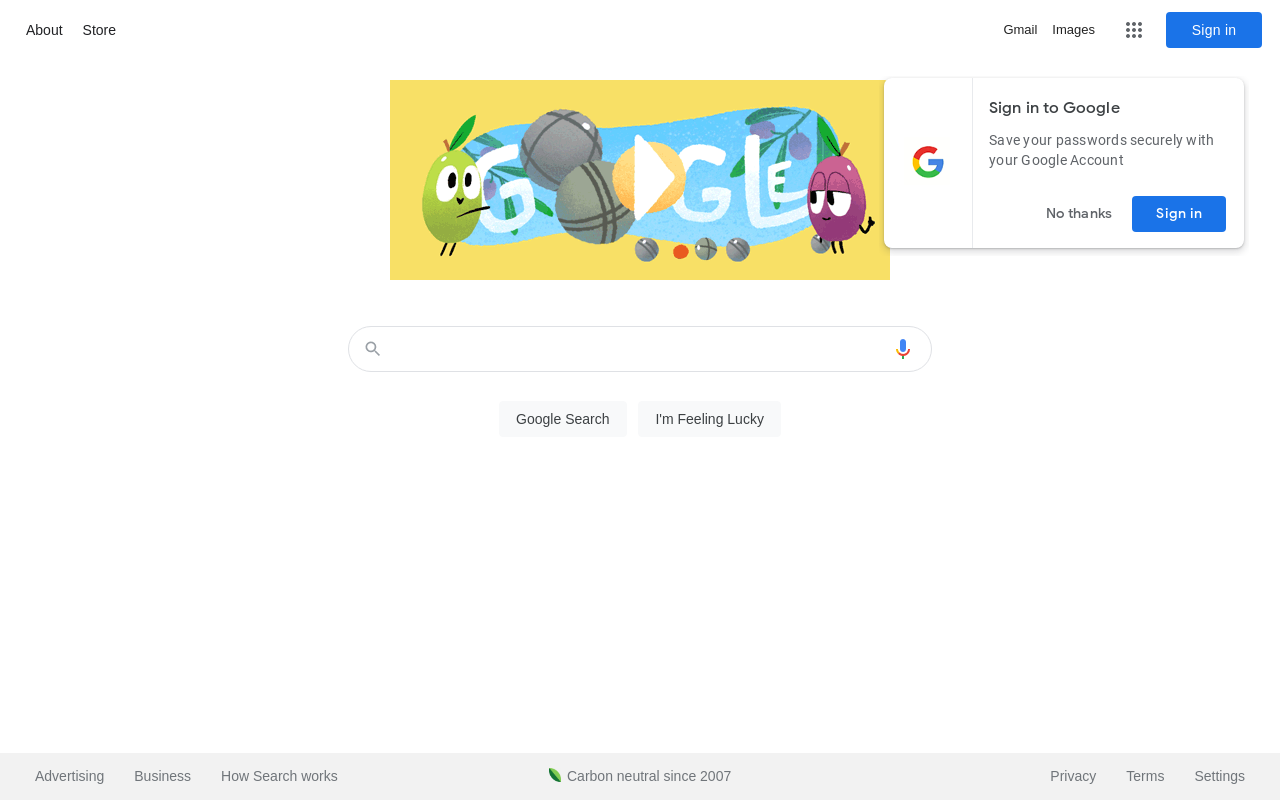 About Store
Gmail Images Sign in
Sign in to Google
Save your passwords securely with
your Google Account
No thanks Sign in
Google Search I'm Feeling Lucky
Advertising Business How Search works
Carbon neutral since 2007
Privacy Terms Settings